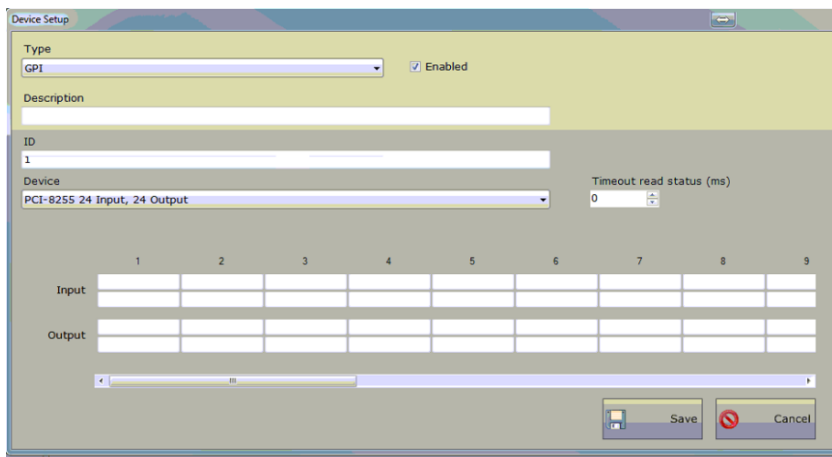 Device Setup
Type
GPI
Enabled
Description
ID
1
Device
Timeout read status (ms)
PCI-8255 24 Input, 24 Output
0
1 2 3 4 5 6 7 8 9
Input
Output
Save
Cancel